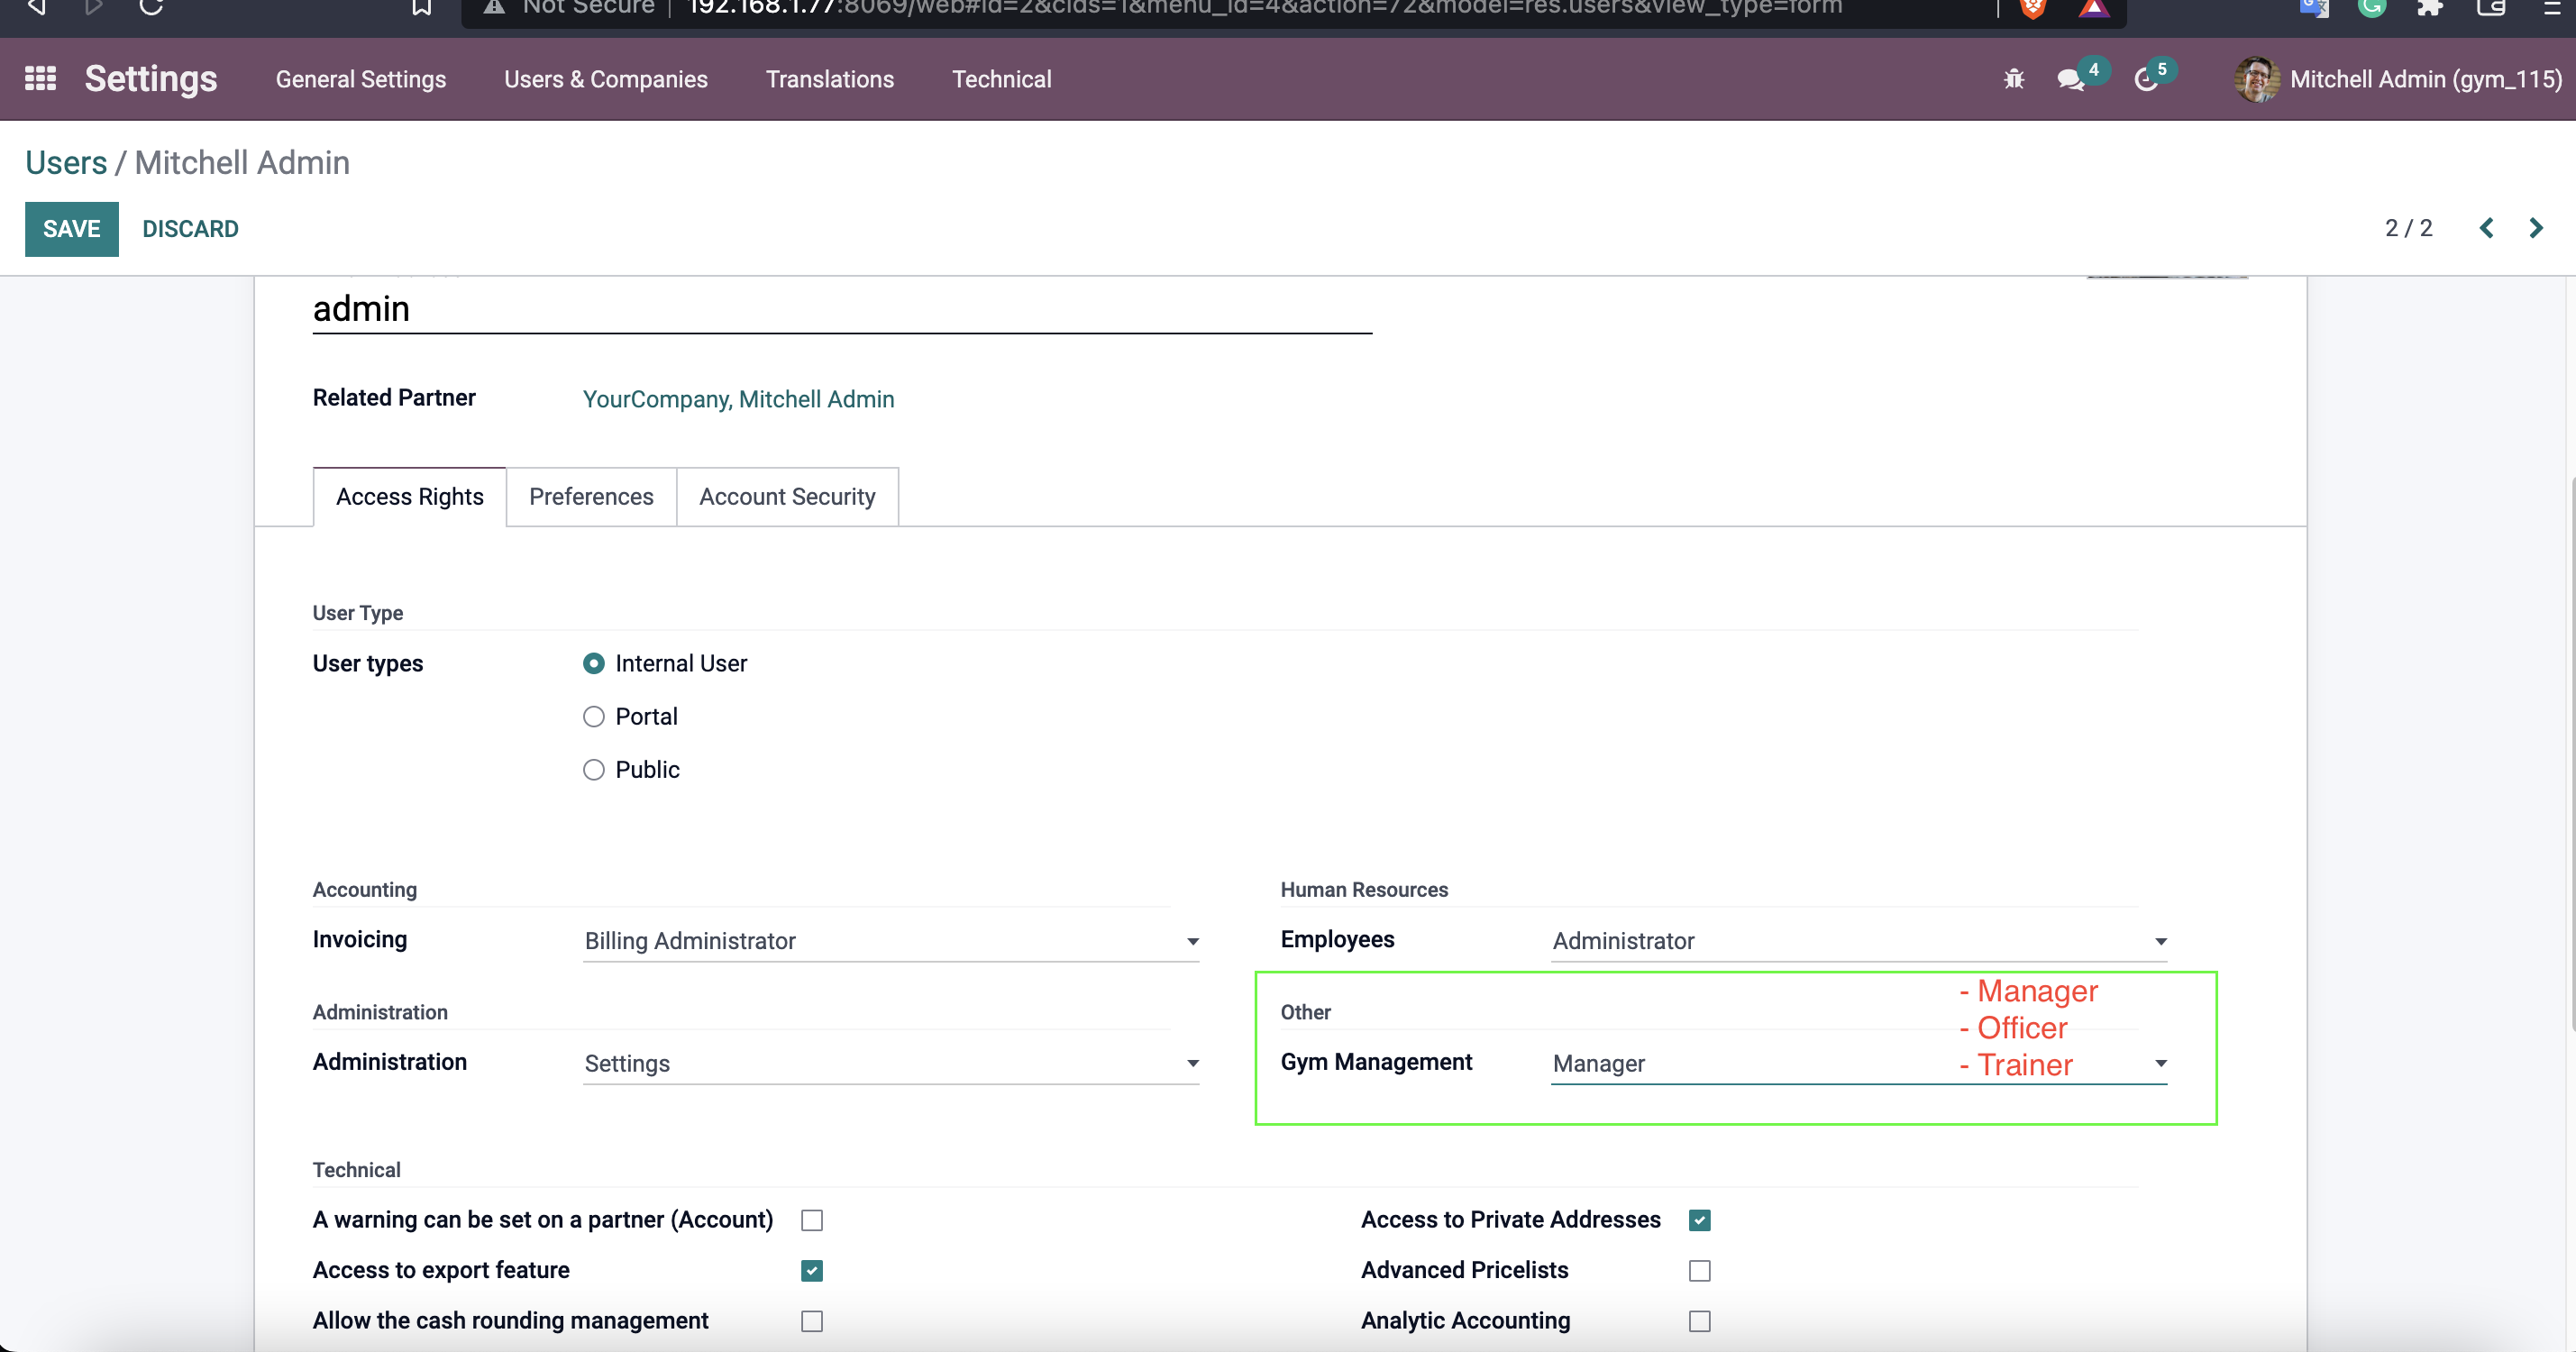 Not Secure | 192.168.1.77:8069/web#id=2&cids=1&menu_id=4&action=72&model=res.users&view_type=form
Settings General Settings Users & Companies Translations Technical 4 5 Mitchell Admin (gym_115)
Users / Mitchell Admin
SAVE DISCARD 2 / 2
admin
Related Partner YourCompany, Mitchell Admin
Access Rights Preferences Account Security
User Type
User types Internal User
Portal
Public
Accounting Human Resources
Invoicing Billing Administrator Employees Administrator
- Manager
Administration Other
- Officer
Administration Settings Gym Management Manager - Trainer
Technical
A warning can be set on a partner (Account) Access to Private Addresses
Access to export feature Advanced Pricelists
Allow the cash rounding management Analytic Accounting